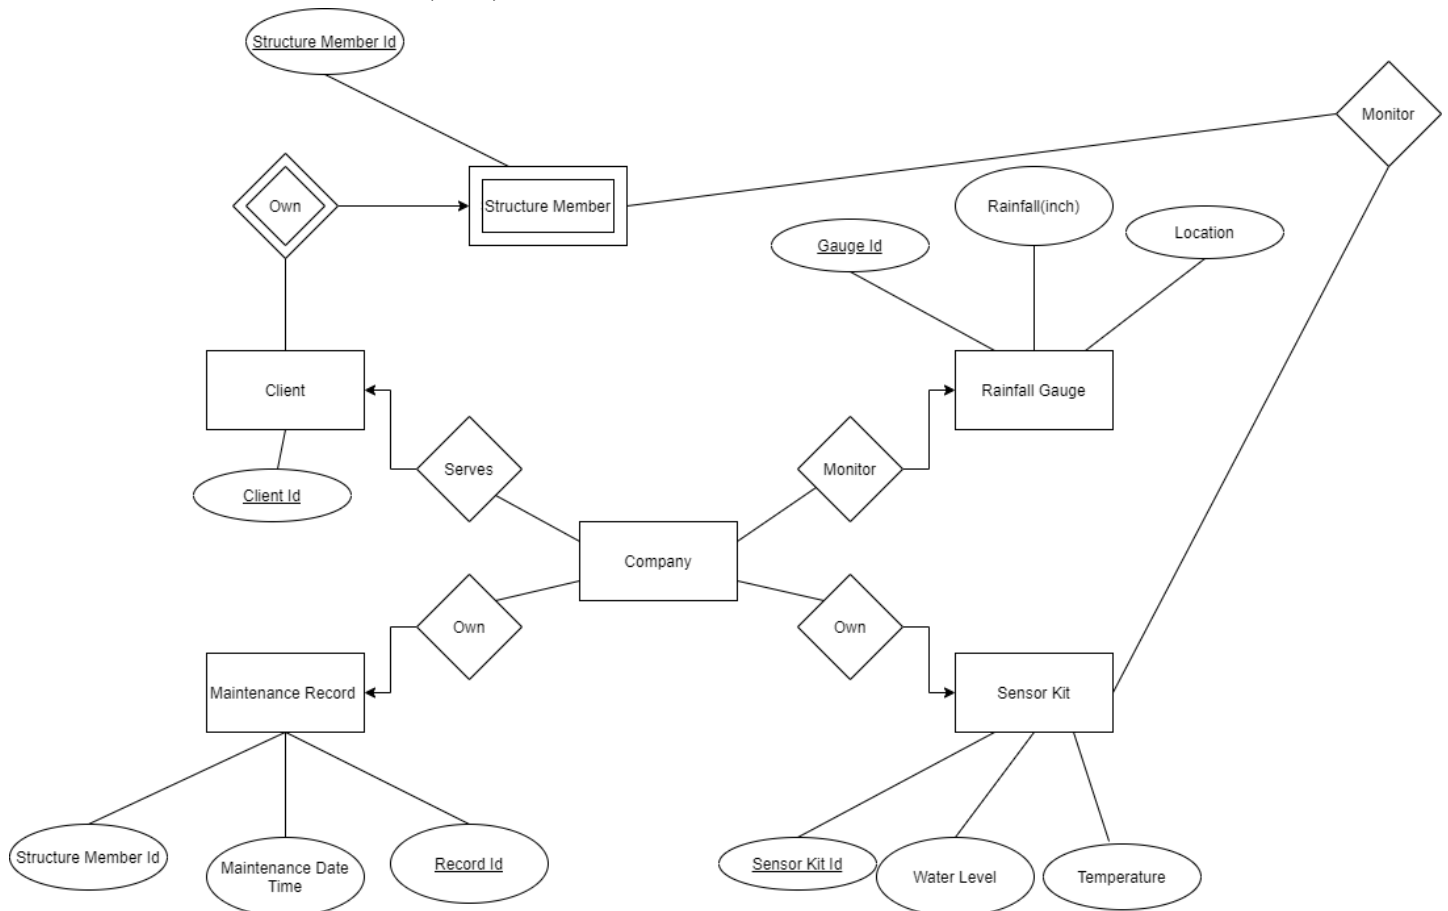 Structure Member Id
Monitor
Own
Structure Member
Rainfall(inch)
Gauge Id
Location
Client
Rainfall Gauge
Serves
Monitor
Client Id
Company
Own
Own
Maintenance Record
Sensor Kit
Structure Member Id
Maintenance Date
Time
Record Id
Sensor Kit Id
Water Level
Temperature